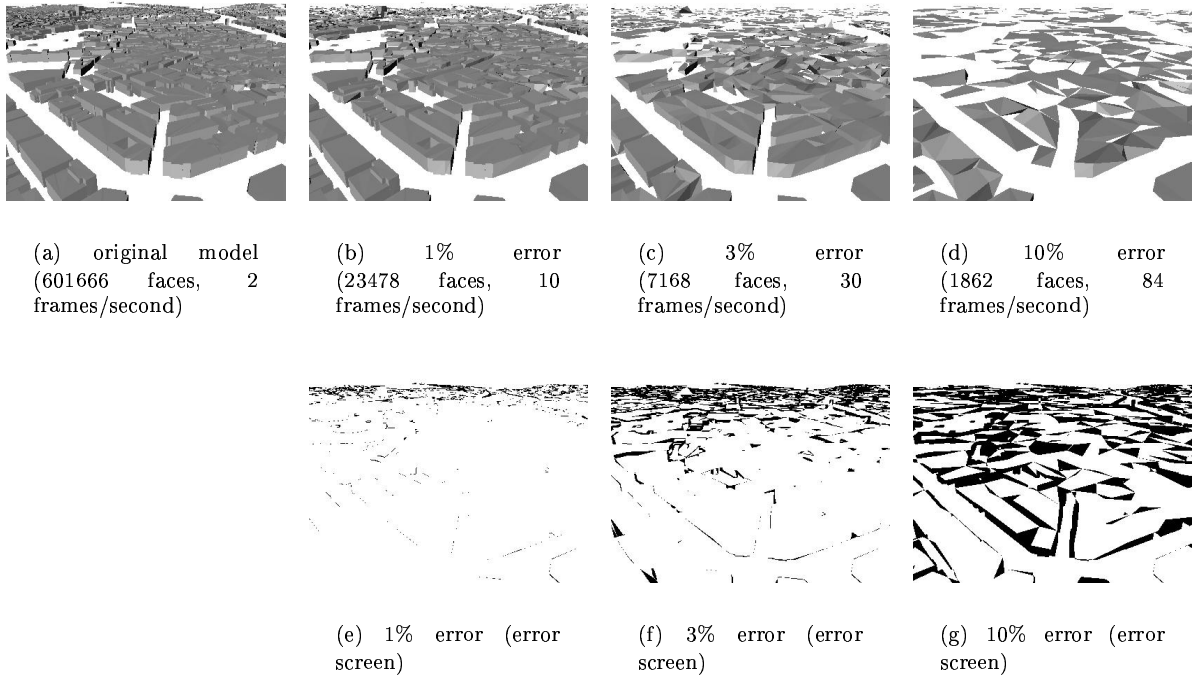 (a) original model
(601666 faces, 2
frames/second)
(b) 1% error
(23478 faces, 10
frames/second)
(c) 3% error
(7168 faces, 30
frames/second)
(d) 10% error
(1862 faces, 84
frames/second)
(e) 1% error (error
screen)
(f) 3% error (error
screen)
(g) 10% error (error
screen)